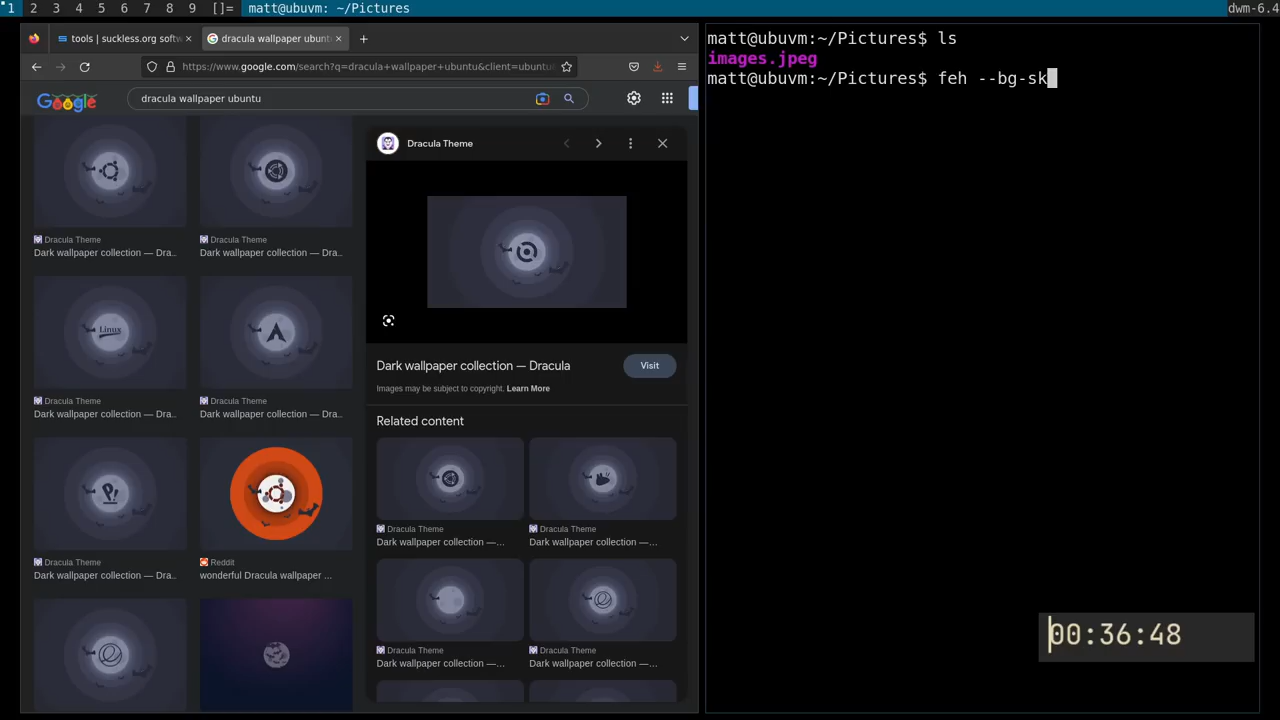 1 2 3 4 5 6 7 8 9 []= matt@ubuvm: ~/Pictures dwm-6.4
tools | suckless.org softw
dracula wallpaper ubunt
https://www.google.com/search?q=dracula+wallpaper+ubuntu&client=ubuntu
Google
dracula wallpaper ubuntu
Dracula Theme
Dark wallpaper collection — Dra..
Dracula Theme
Dark wallpaper collection — Dra...
Linux
Dracula Theme
Dark wallpaper collection — Dra..
Dracula Theme
Dark wallpaper collection — Dra...
Dracula Theme
Dark wallpaper collection — Dra..
Reddit
wonderful Dracula wallpaper ...
Dracula Theme
Dark wallpaper collection — Dracula
Visit
Images may be subject to copyright. Learn More
Related content
Dracula Theme
Dark wallpaper collection —...
Dracula Theme
Dark wallpaper collection —...
Dracula Theme
Dark wallpaper collection —...
Dracula Theme
Dark wallpaper collection —...
matt@ubuvm:~/Pictures$ ls
images.jpeg
matt@ubuvm:~/Pictures$ feh --bg-sk
00:36:48